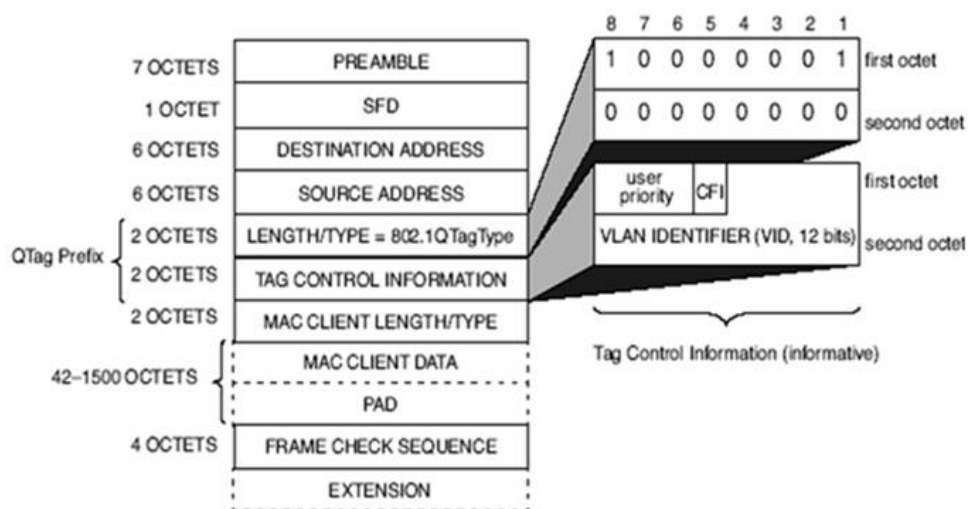 8 7 6 5 4 3 2 1
7 OCTETS PREAMBLE 1 0 0 0 0 0 0 1 first octet
1 OCTET SFD 0 0 0 0 0 0 0 0 second octet
6 OCTETS DESTINATION ADDRESS
6 OCTETS SOURCE ADDRESS
user priority CFI first octet
QTag Prefix
2 OCTETS LENGTH/TYPE = 802.1QTagType
VLAN IDENTIFIER (VID, 12 bits) second octet
2 OCTETS TAG CONTROL INFORMATION
2 OCTETS MAC CLIENT LENGTH/TYPE
Tag Control Information (informative)
42–1500 OCTETS MAC CLIENT DATA
PAD
4 OCTETS FRAME CHECK SEQUENCE
EXTENSION